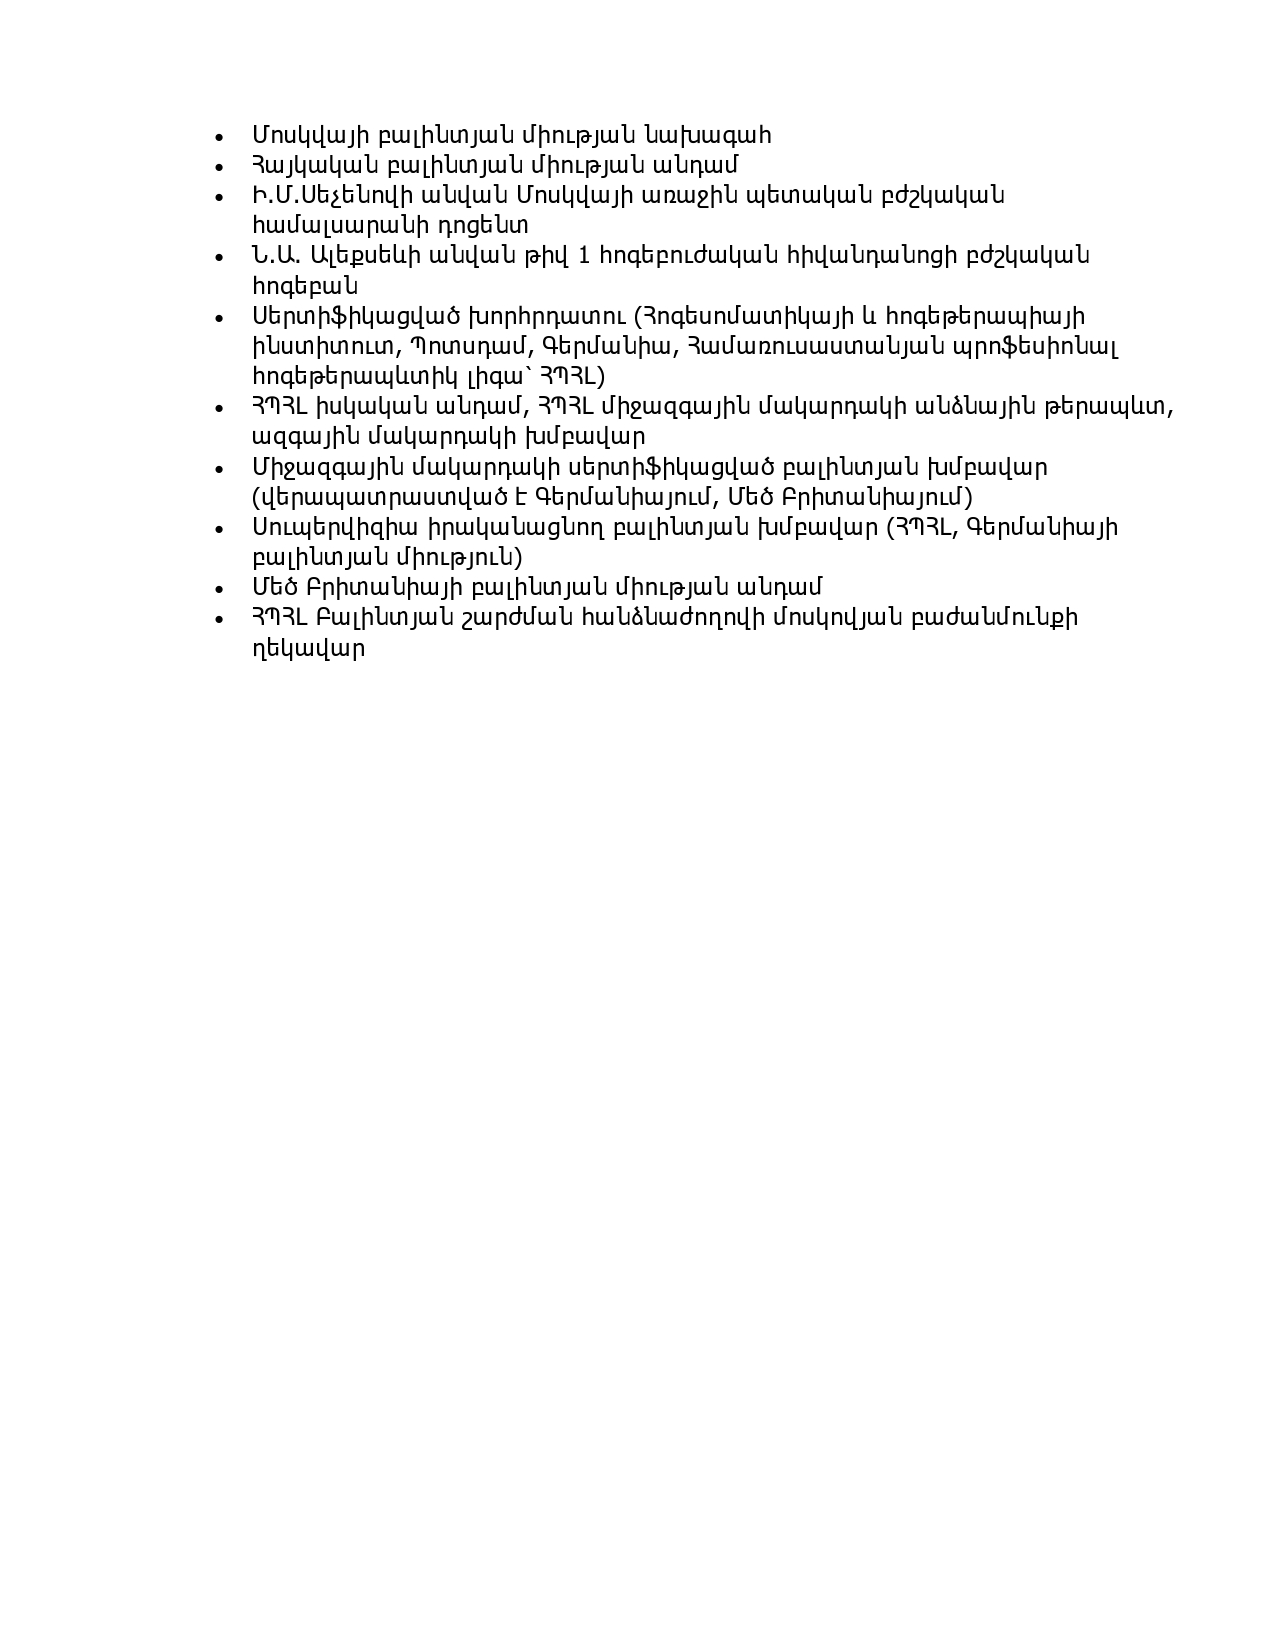 • Մոսկվայի բալինտյան միության նախագահ
• Հայկական բալինտյան միության անդամ
• Ի.Մ.Սեչենովի անվան Մոսկվայի առաջին պետական բժշկական
համալսարանի դոցենտ
• Ն.Ա. Ալեքսեևի անվան թիվ 1 հոգեբուժական հիվանդանոցի բժշկական
հոգեբան
• Սերտիֆիկացված խորհրդատու (Հոգեսոմատիկայի և հոգեթերապիայի
ինստիտուտ, Պոտսդամ, Գերմանիա, Համառուսաստանյան պրոֆեսիոնալ
հոգեթերապևտիկ լիգա` ՀՊՀԼ)
• ՀՊՀԼ իսկական անդամ, ՀՊՀԼ միջազգային մակարդակի անձնային թերապևտ,
ազգային մակարդակի խմբավար
• Միջազգային մակարդակի սերտիֆիկացված բալինտյան խմբավար
(վերապատրաստված է Գերմանիայում, Մեծ Բրիտանիայում)
• Սուպերվիզիա իրականացնող բալինտյան խմբավար (ՀՊՀԼ, Գերմանիայի
բալինտյան միություն)
• Մեծ Բրիտանիայի բալինտյան միության անդամ
• ՀՊՀԼ Բալինտյան շարժման հանձնաժողովի մոսկովյան բաժանմունքի
ղեկավար